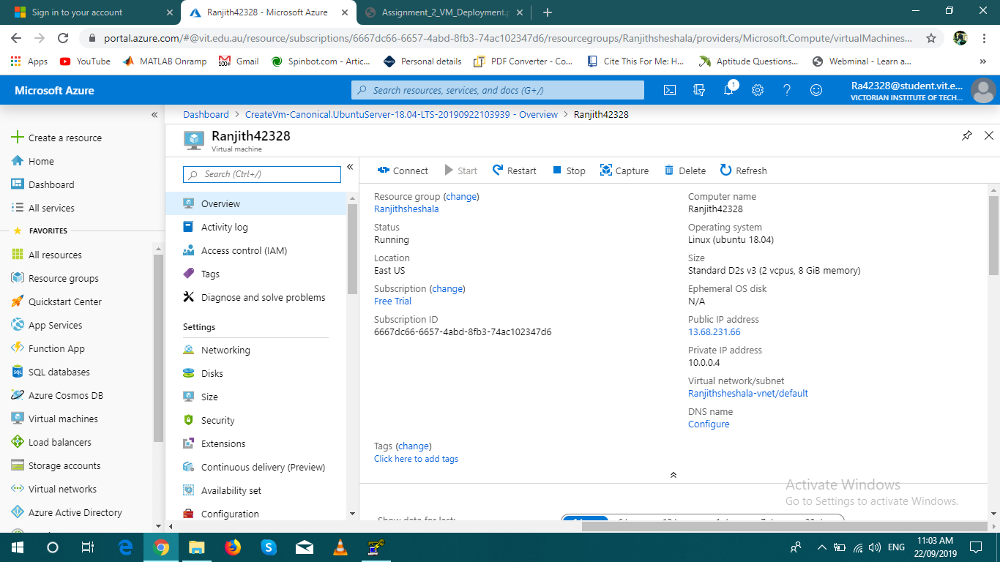 Sign in to your account
Ranjith42328 - Microsoft Azure
Assignment_2_VM_Deployment.p
portal.azure.com/#@vit.edu.au/resource/subscriptions/6667dc66-6657-4abd-8fb3-74ac102347d6/resourcegroups/Ranjithsheshala/providers/Microsoft.Compute/virtualMachines...
Apps
YouTube
MATLAB Onramp
Gmail
Spinbot.com - Artic...
Personal details
PDF Converter - Co...
Cite This For Me: H...
Aptitude Questions...
Webminal - Learn a...
Microsoft Azure
Search resources, services, and docs (G+/)
1
Ra42328@student.vit.e...
VICTORIAN INSTITUTE OF TECH...
Dashboard > CreateVm-Canonical.UbuntuServer-18.04-LTS-20190922103939 - Overview > Ranjith42328
Ranjith42328
Virtual machine
Create a resource
Home
Dashboard
All services
FAVORITES
All resources
Resource groups
Quickstart Center
App Services
Function App
SQL databases
Azure Cosmos DB
Virtual machines
Load balancers
Storage accounts
Virtual networks
Azure Active Directory
Search (Ctrl+/)
Overview
Activity log
Access control (IAM)
Tags
Diagnose and solve problems
Settings
Networking
Disks
Size
Security
Extensions
Continuous delivery (Preview)
Availability set
Configuration
Connect
Start
Restart
Stop
Capture
Delete
Refresh
Resource group (change)
Ranjithsheshala
Status
Running
Location
East US
Subscription (change)
Free Trial
Subscription ID
6667dc66-6657-4abd-8fb3-74ac102347d6
Computer name
Ranjith42328
Operating system
Linux (ubuntu 18.04)
Size
Standard D2s v3 (2 vcpus, 8 GiB memory)
Ephemeral OS disk
N/A
Public IP address
13.68.231.66
Private IP address
10.0.0.4
Virtual network/subnet
Ranjithsheshala-vnet/default
DNS name
Configure
Tags (change)
Click here to add tags
Show data for last:
Activate Windows
Go to Settings to activate Windows.
ENG
11:03 AM
22/09/2019